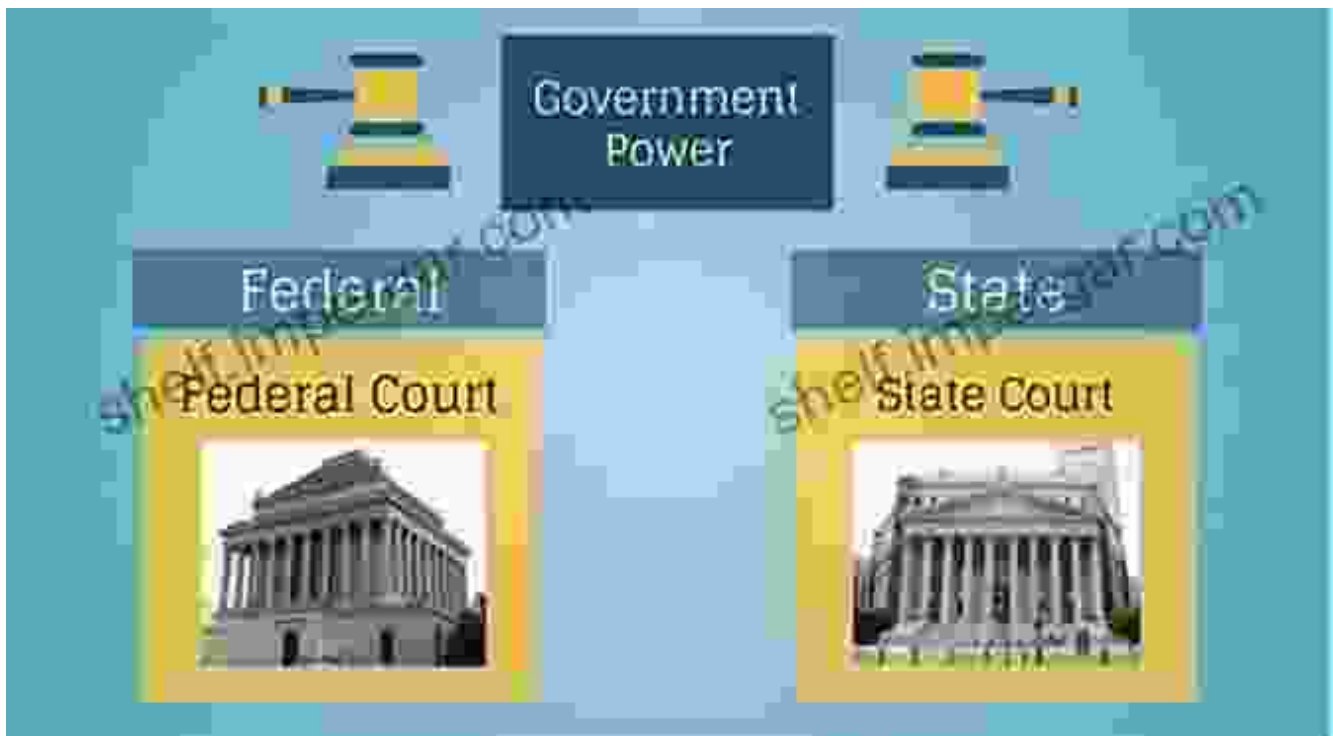 Government
Power
Federal
State
Federal Court
State Court